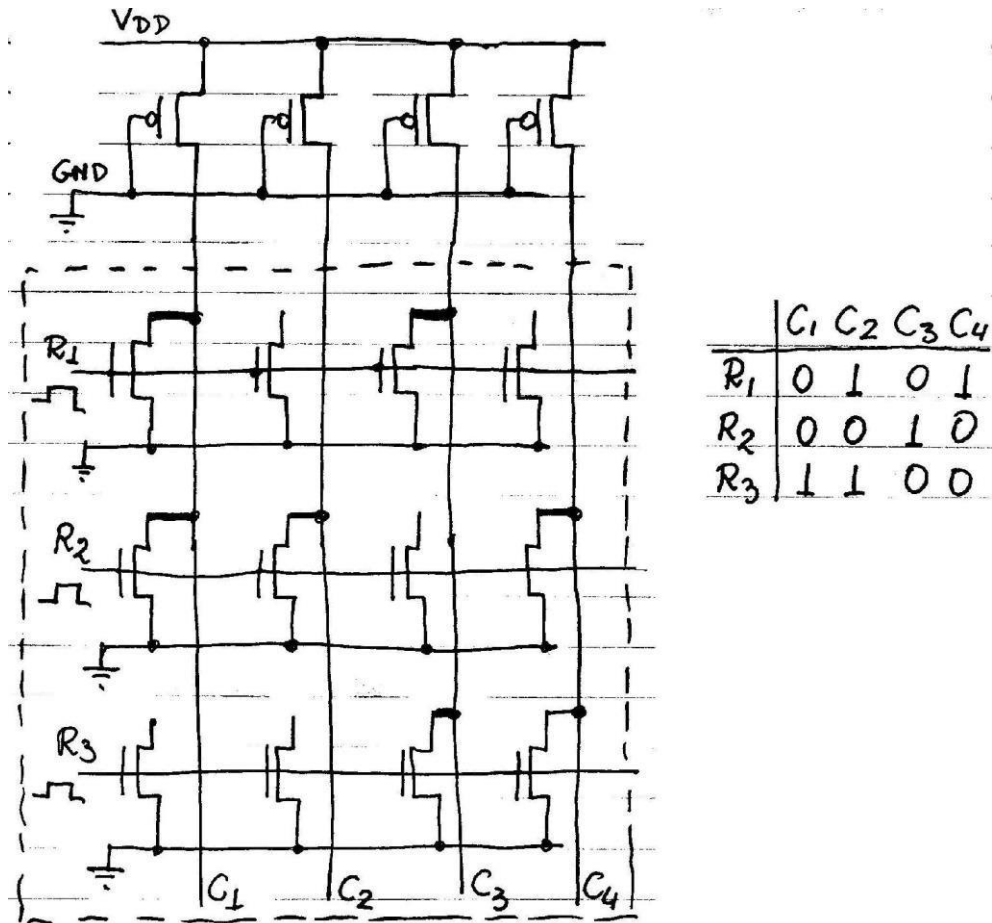 VDD
GND
R1
R2
R3
C1 C2 C3 C4
C1 C2 C3 C4
R1 0 1 0 1
R2 0 0 1 0
R3 1 1 0 0